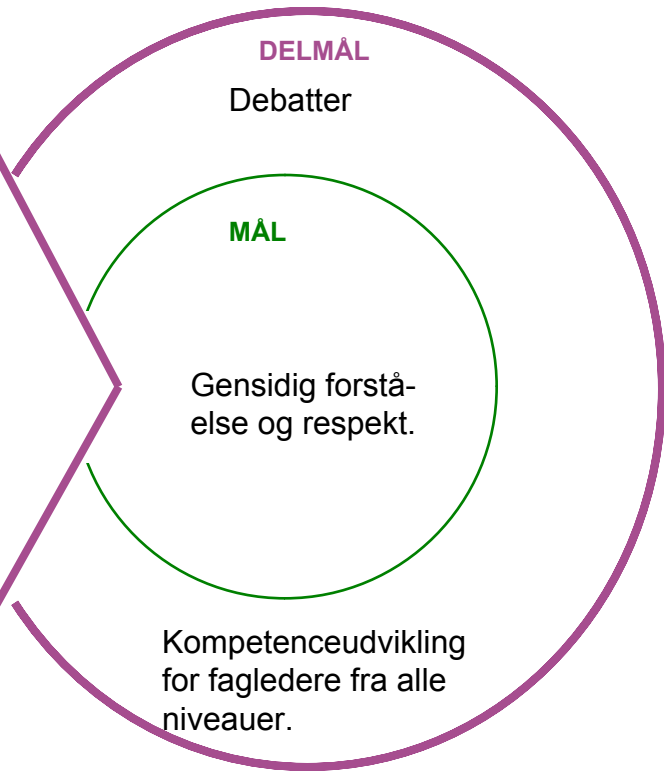 DELMÅL
Debatter
MÅL
Gensidig forstå-
else og respekt.
Kompetenceudvikling
for fagledere fra alle
niveauer.